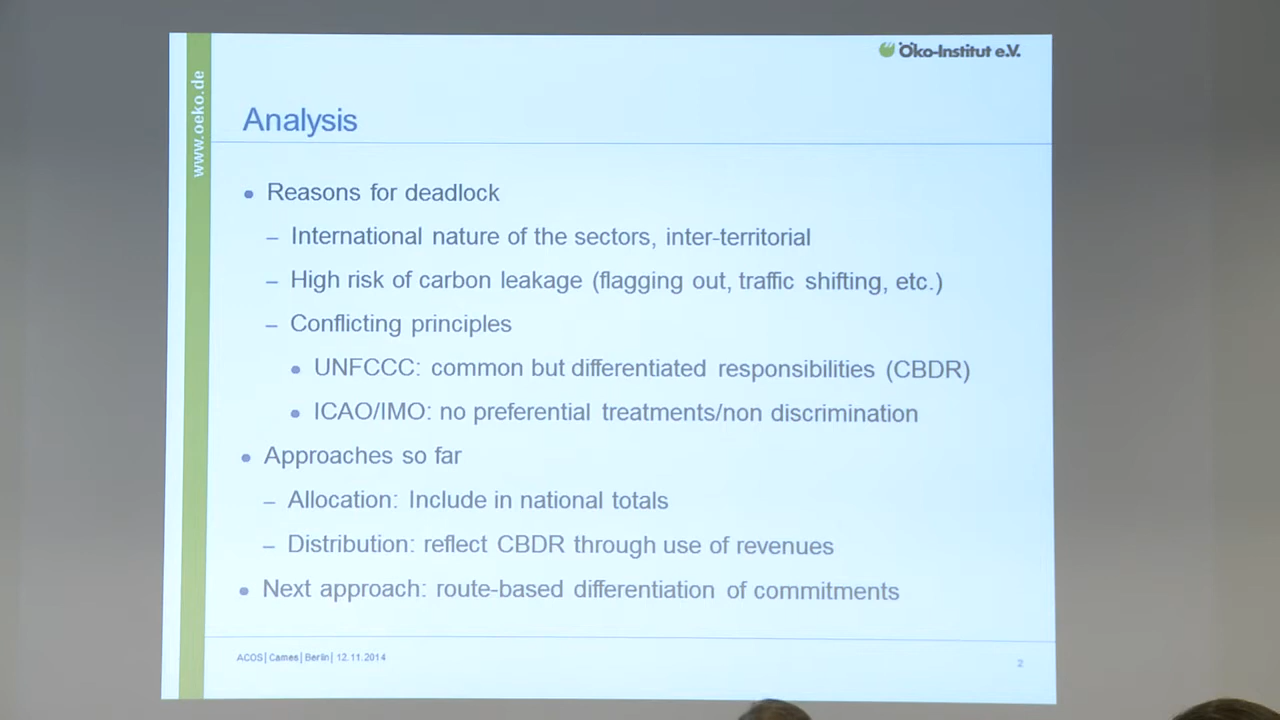 Öko-Institut e.V.
www.oeko.de
Analysis
• Reasons for deadlock
– International nature of the sectors, inter-territorial
– High risk of carbon leakage (flagging out, traffic shifting, etc.)
– Conflicting principles
• UNFCCC: common but differentiated responsibilities (CBDR)
• ICAO/IMO: no preferential treatments/non discrimination
• Approaches so far
– Allocation: Include in national totals
– Distribution: reflect CBDR through use of revenues
• Next approach: route-based differentiation of commitments
ACOS| Cames| Berlin| 12.11.2014
2